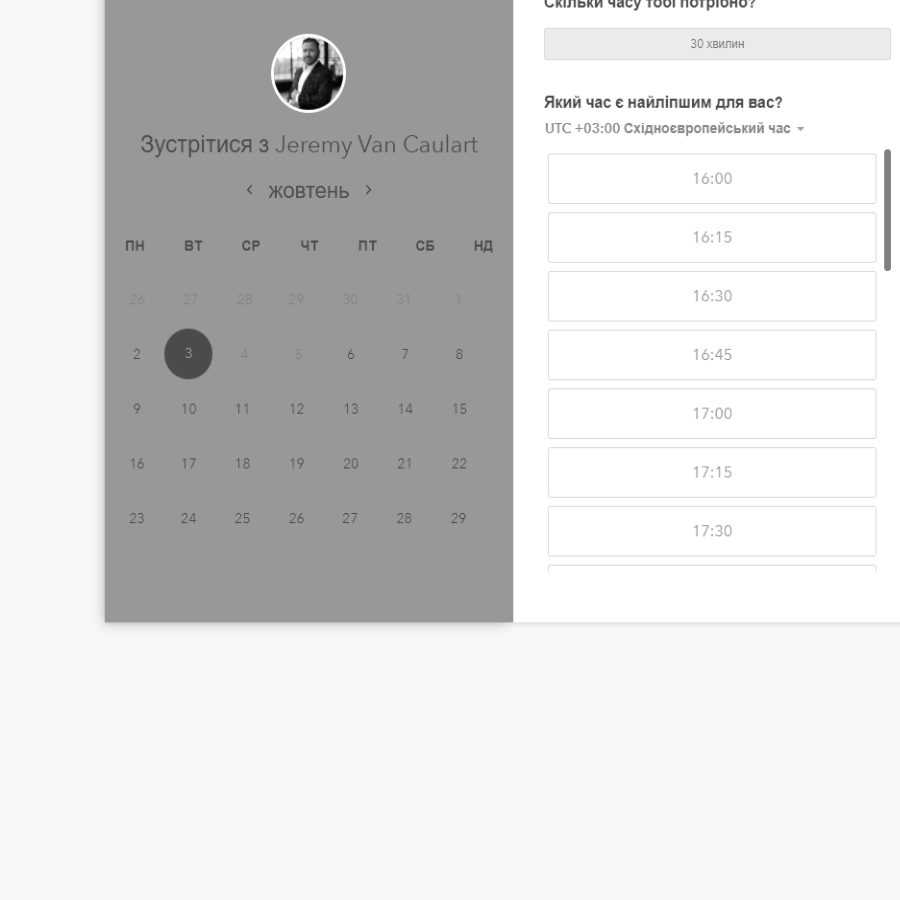 Зустрітися з Jeremy Van Caulart
жовтень
ПН ВТ СР ЧТ ПТ СБ НД
26 27 28 29 30 31 1
2 3 4 5 6 7 8
9 10 11 12 13 14 15
16 17 18 19 20 21 22
23 24 25 26 27 28 29
Скільки часу тобі потрібно?
30 хвилин
Який час є найліпшим для вас?
UTC +03:00 Східноєвропейський час
16:00
16:15
16:30
16:45
17:00
17:15
17:30